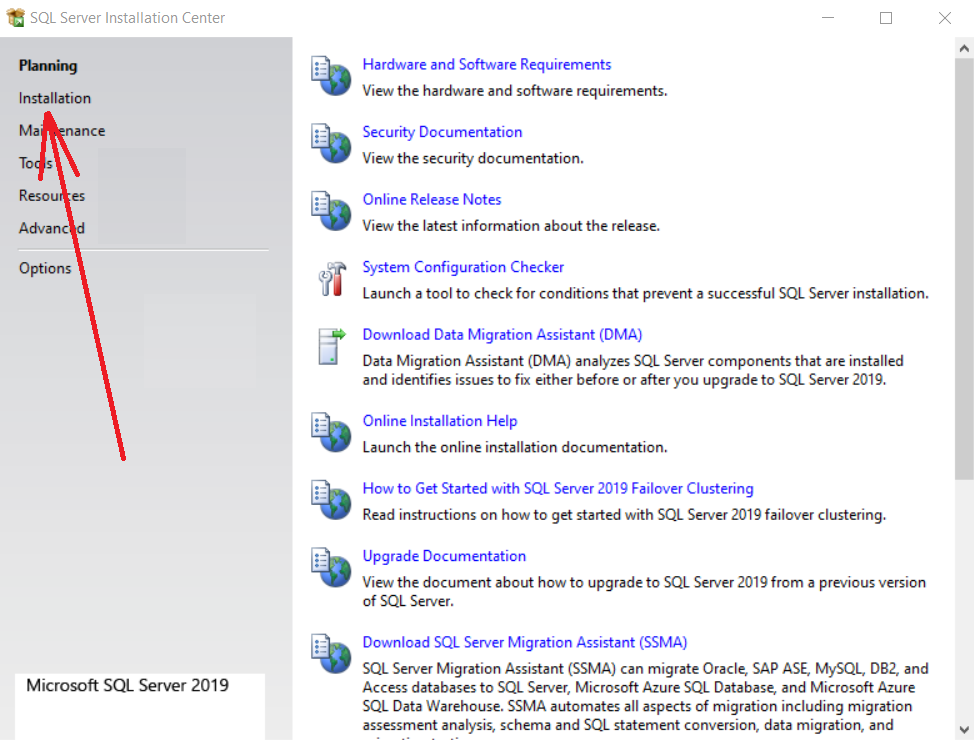 SQL Server Installation Center
Planning
Installation
Maintenance
Tools
Resources
Advanced
Options
Microsoft SQL Server 2019
Hardware and Software Requirements
View the hardware and software requirements.
Security Documentation
View the security documentation.
Online Release Notes
View the latest information about the release.
System Configuration Checker
Launch a tool to check for conditions that prevent a successful SQL Server installation.
Download Data Migration Assistant (DMA)
Data Migration Assistant (DMA) analyzes SQL Server components that are installed
and identifies issues to fix either before or after you upgrade to SQL Server 2019.
Online Installation Help
Launch the online installation documentation.
How to Get Started with SQL Server 2019 Failover Clustering
Read instructions on how to get started with SQL Server 2019 failover clustering.
Upgrade Documentation
View the document about how to upgrade to SQL Server 2019 from a previous version
of SQL Server.
Download SQL Server Migration Assistant (SSMA)
SQL Server Migration Assistant (SSMA) can migrate Oracle, SAP ASE, MySQL, DB2, and
Access databases to SQL Server, Microsoft Azure SQL Database, and Microsoft Azure
SQL Data Warehouse. SSMA automates all aspects of migration including migration
assessment analysis, schema and SQL statement conversion, data migration, and